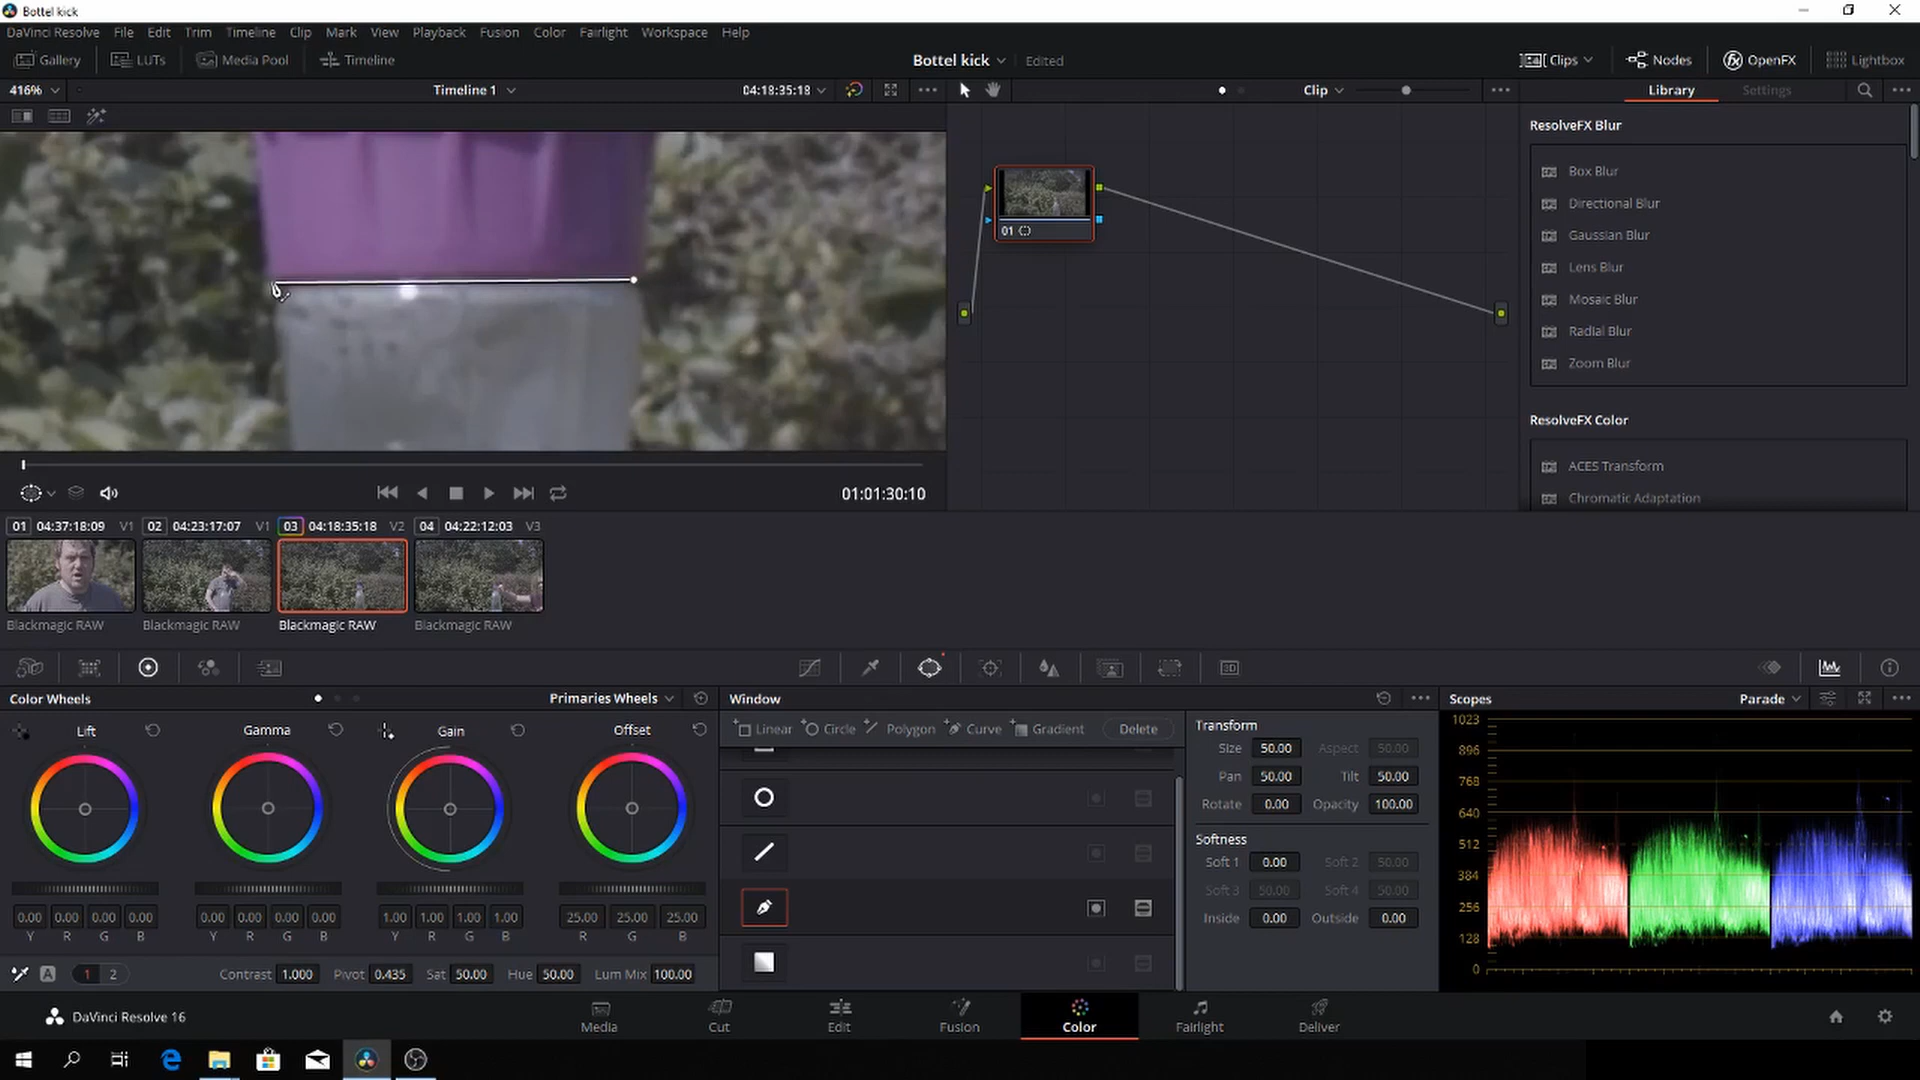 Bottel kick
DaVinci Resolve File Edit Trim Timeline Clip Mark View Playback Fusion Color Fairlight Workspace Help
Gallery LUTs Media Pool Timeline Bottel kick Edited Clips Nodes OpenFX Lightbox
416% Timeline 1 04:18:35:18 Clip Library Settings
ResolveFX Blur
Box Blur
Directional Blur
Gaussian Blur
Lens Blur
Mosaic Blur
Radial Blur
Zoom Blur
ResolveFX Color
ACES Transform
Chromatic Adaptation
01
01:01:30:10
01 04:37:18:09 V1 02 04:23:17:07 V1 03 04:18:35:18 V2 04 04:22:12:03 V3
Blackmagic RAW Blackmagic RAW Blackmagic RAW Blackmagic RAW
3D
Color Wheels Primaries Wheels Window Scopes Parade
Lift Gamma Gain Offset
Linear Circle Polygon Curve Gradient Delete
Transform
Size 50.00 Aspect 50.00
Pan 50.00 Tilt 50.00
Rotate 0.00 Opacity 100.00
Softness
Soft 1 0.00 Soft 2 50.00
Soft 3 50.00 Soft 4 50.00
Inside 0.00 Outside 0.00
1023
896
768
640
512
384
256
128
0
0.00 0.00 0.00 0.00 0.00 0.00 0.00 0.00 1.00 1.00 1.00 1.00 25.00 25.00 25.00
Y R G B Y R G B Y R G B R G B
A 1 2 Contrast 1.000 Pivot 0.435 Sat 50.00 Hue 50.00 Lum Mix 100.00
DaVinci Resolve 16 Media Cut Edit Fusion Color Fairlight Deliver